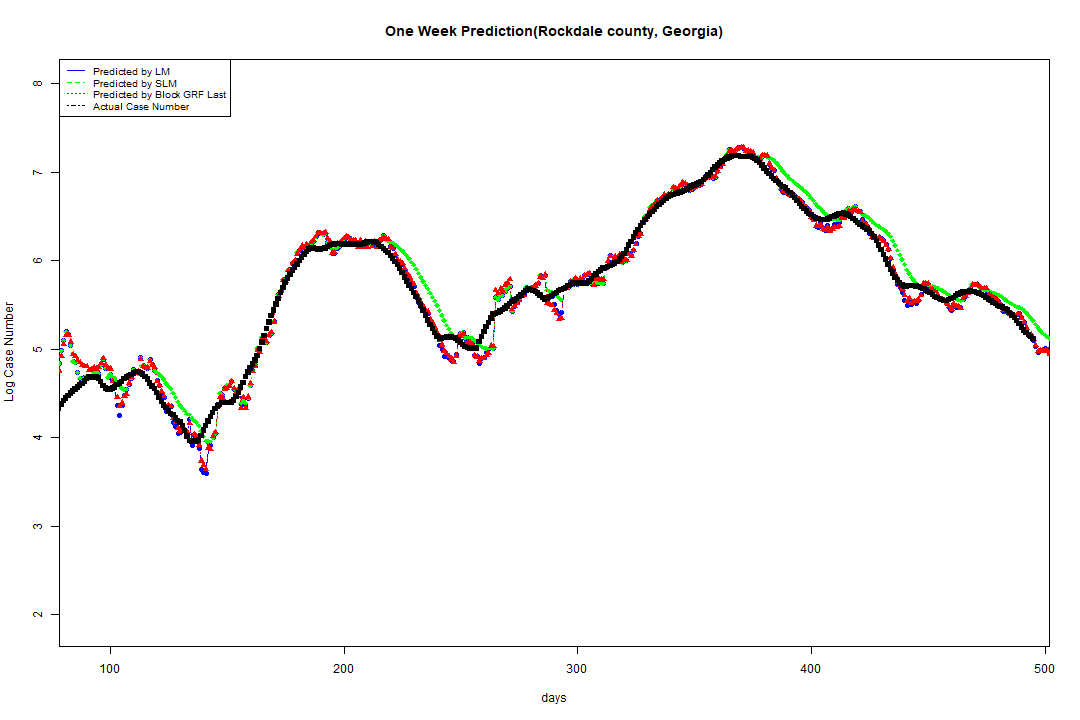 One Week Prediction(Rockdale county, Georgia)
Predicted by LM
Predicted by SLM
Predicted by Block GRF Last
Actual Case Number
8
7
6
5
4
3
2
Log Case Number
100 200 300 400 500
days